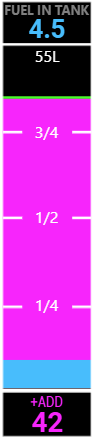 FUEL IN TANK
4.5
55L
3/4
1/2
1/4
+ADD
42